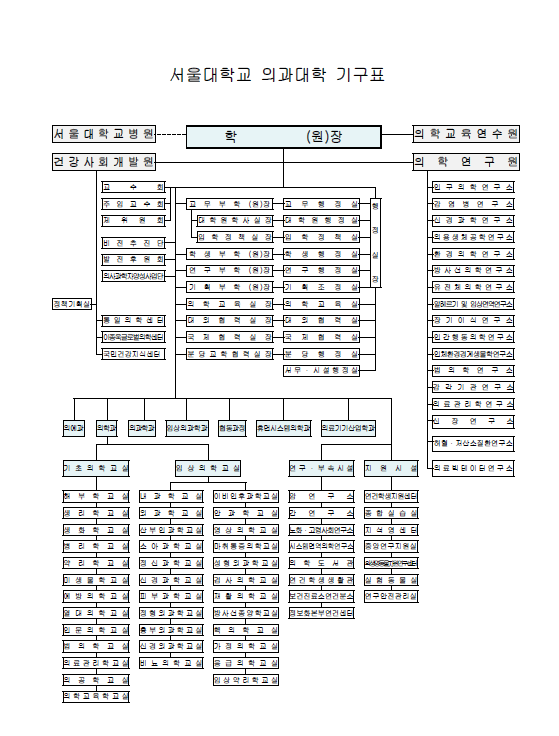 서울대학교 의과대학 기구표
서울대학교병원
학 (원)장
의학교육연수원
건강사회개발원
의학연구원
교수회
주임교수회
제위원회
비전추진단
발전후원회
의사과학자양성사업단
정책기획실
통일의학센터
이종욱글로벌의학센터
국민건강지식센터
교무부학(원)장
대학원학사실장
입학정책실장
학생부학(원)장
연구부학(원)장
기획부학(원)장
의학교육실장
대외협력실장
국제협력실장
분당교학협력실장
교무행정실
대학원행정실
입학정책실
학생행정실
연구행정실
기획조정실
의학교육실
대외협력실
국제협력실
분당행정실
서무·시설행정실
행정실장
인구의학연구소
감염병연구소
신경과학연구소
의용생체공학연구소
환경의학연구소
방사선의학연구소
유전체의학연구소
알레르기 및 임상면역연구소
장기이식연구소
인간행동의학연구소
인체환경경계생물학연구소
법의학연구소
감각기관연구소
의료관리학연구소
신장연구소
허혈·저산소질환연구소
의료빅데이터연구소
의예과
의학과
의과학과
임상의과학과
협동과정
휴먼시스템의학과
의료기기산업학과
기초의학교실
임상의학교실
연구·부속시설
지원시설
해부학교실
생리학교실
생화학교실
병리학교실
약리학교실
미생물학교실
예방의학교실
열대의학교실
인문의학교실
법의학교실
의료관리학교실
의공학교실
의학교육학교실
내과학교실
외과학교실
산부인과학교실
소아과학교실
정신과학교실
신경과학교실
피부과학교실
정형외과학교실
흉부외과학교실
신경외과학교실
비뇨의학교실
이비인후과학교실
안과학교실
영상의학교실
마취통증의학교실
성형외과학교실
검사의학교실
재활의학교실
방사선종양학교실
핵의학교실
가정의학교실
응급의학교실
임상약리학교실
암연구소
간연구소
노화·고령사회연구소
시스템면역의학연구소
의학도서관
연건학생생활관
보건진료소연건분소
정보화본부연건센터
연건학생지원센터
종합실습실
지석영센터
중앙연구지원실
실험동물실
연구안전관리실